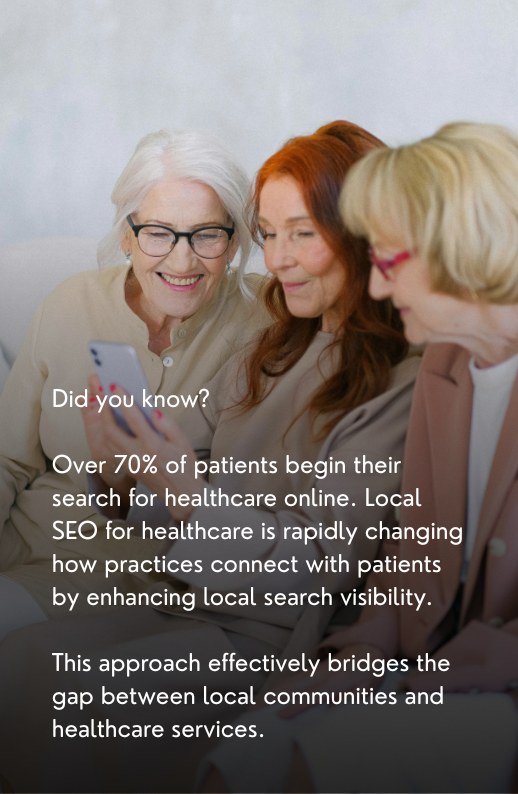 Did you know?
Over 70% of patients begin their
search for healthcare online. Local
SEO for healthcare is rapidly changing
how practices connect with patients
by enhancing local search visibility.
This approach effectively bridges the
gap between local communities and
healthcare services.